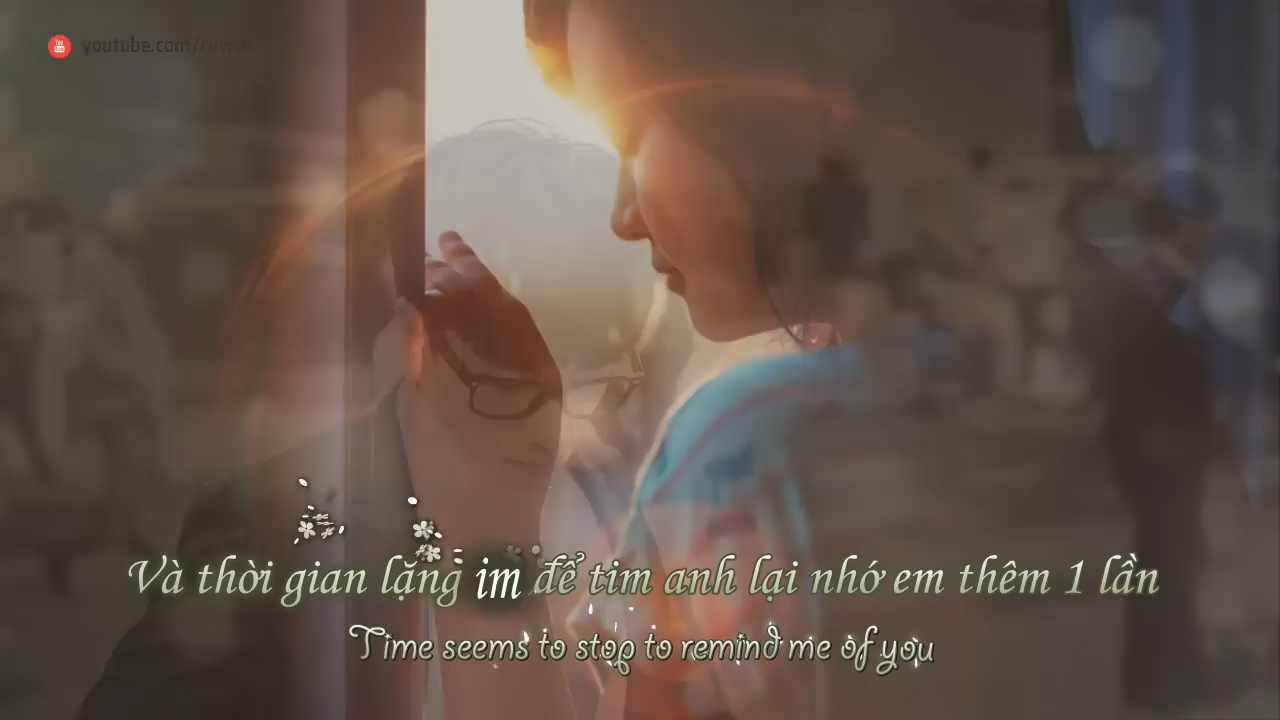 youtube.com/
Và thời gian lặng im để tim anh lại nhớ em thêm 1 lần
Time seems to stop to remind me of you